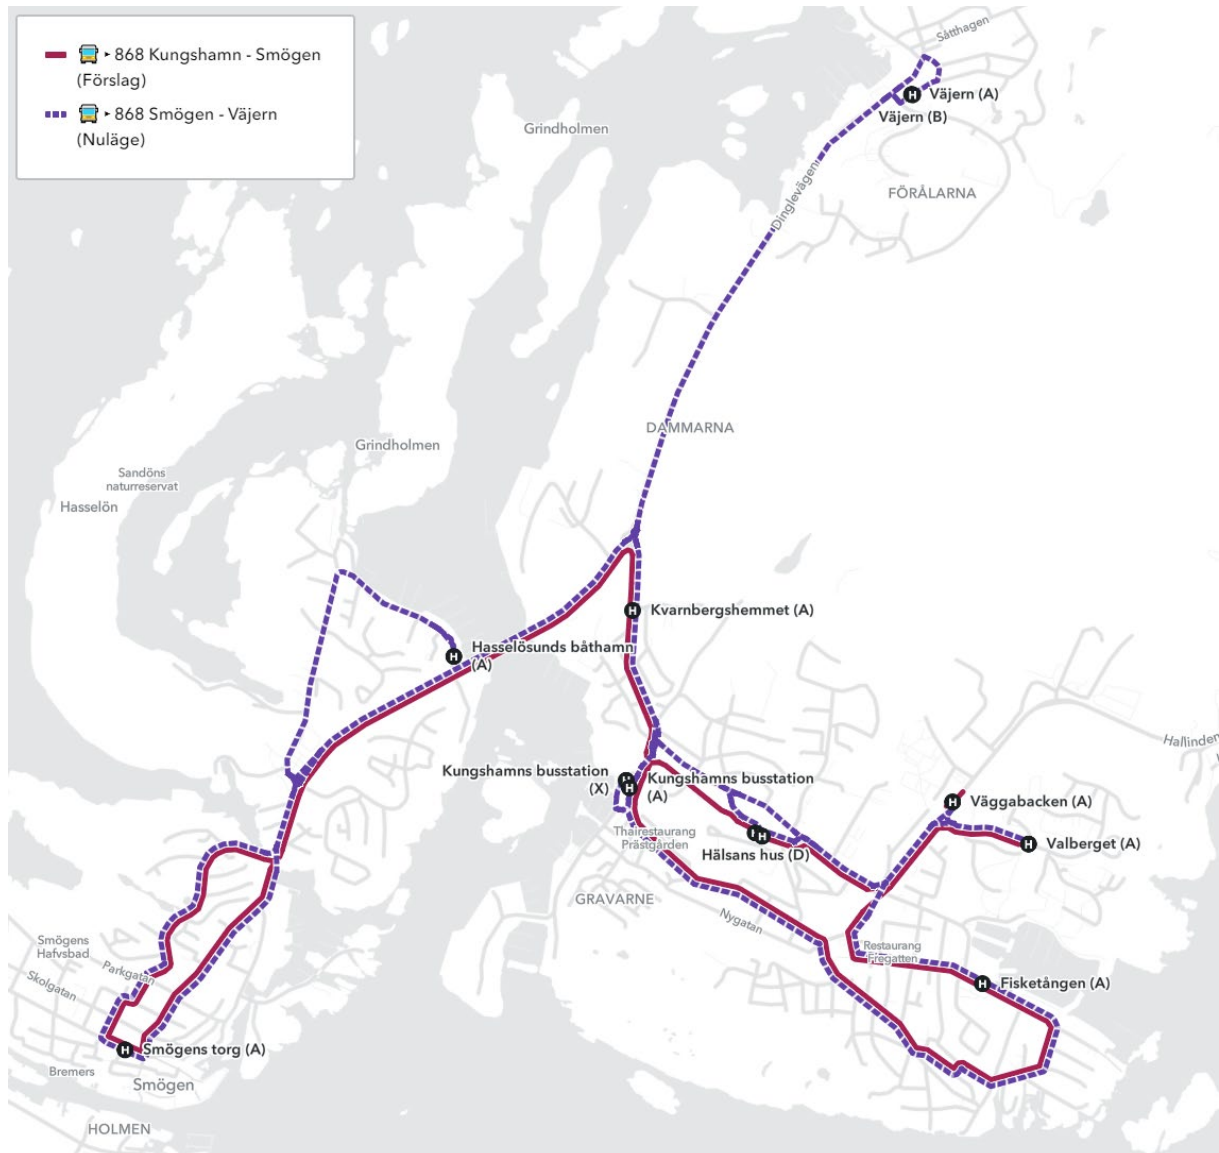 868 Kungshamn - Smögen
(Förslag)
868 Smögen - Väjern
(Nuläge)
Såtthagen
Väjern (A)
Väjern (B)
Grindholmen
Dinglevägen
FÖRÅLARNA
DAMMARNA
Grindholmen
Sandöns
naturreservat
Hasselön
Kvarnbergshemmet (A)
Hasselösunds båthamn
(A)
Hallinden
Kungshamns busstation
(X)
Kungshamns busstation
(A)
Väggabacken (A)
Thairestaurang
Prästgården
Hälsans hus (D)
Valberget (A)
GRAVARNE
Nygatan
Restaurang
Fregatten
Fisketången (A)
Smögens
Hafvsbad
Parkgatan
Skolgatan
Smögens torg (A)
Bremers
Smögen
HOLMEN